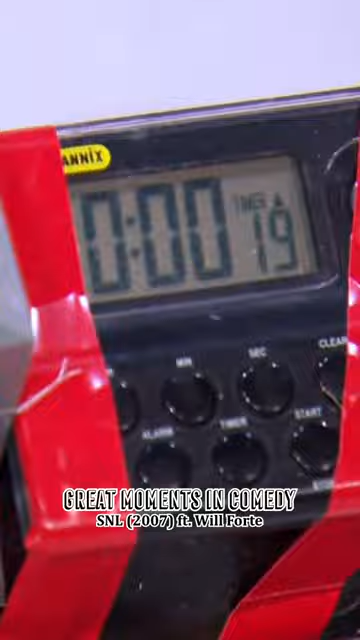 ANNIX
0:00 19
TIMER
MIN
SEC
CLEAR
ALARM
TIMER
START
GREAT MOMENTS IN COMEDY
SNL (2007) ft. Will Forte